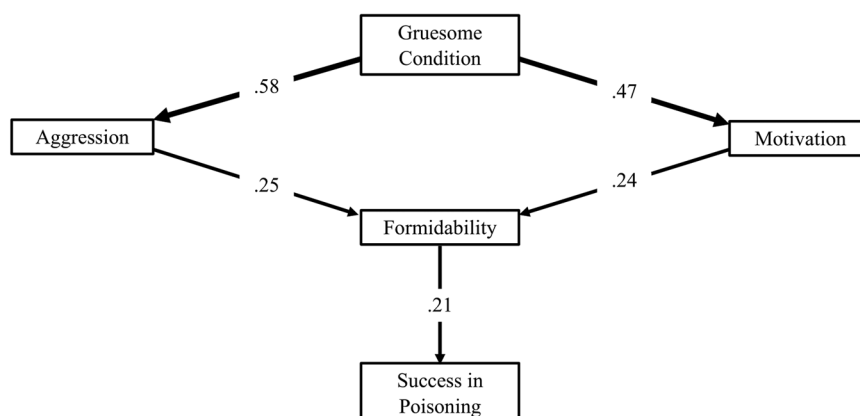 Gruesome
Condition
.58
.47
Aggression
Motivation
.25
.24
Formidability
.21
Success in
Poisoning